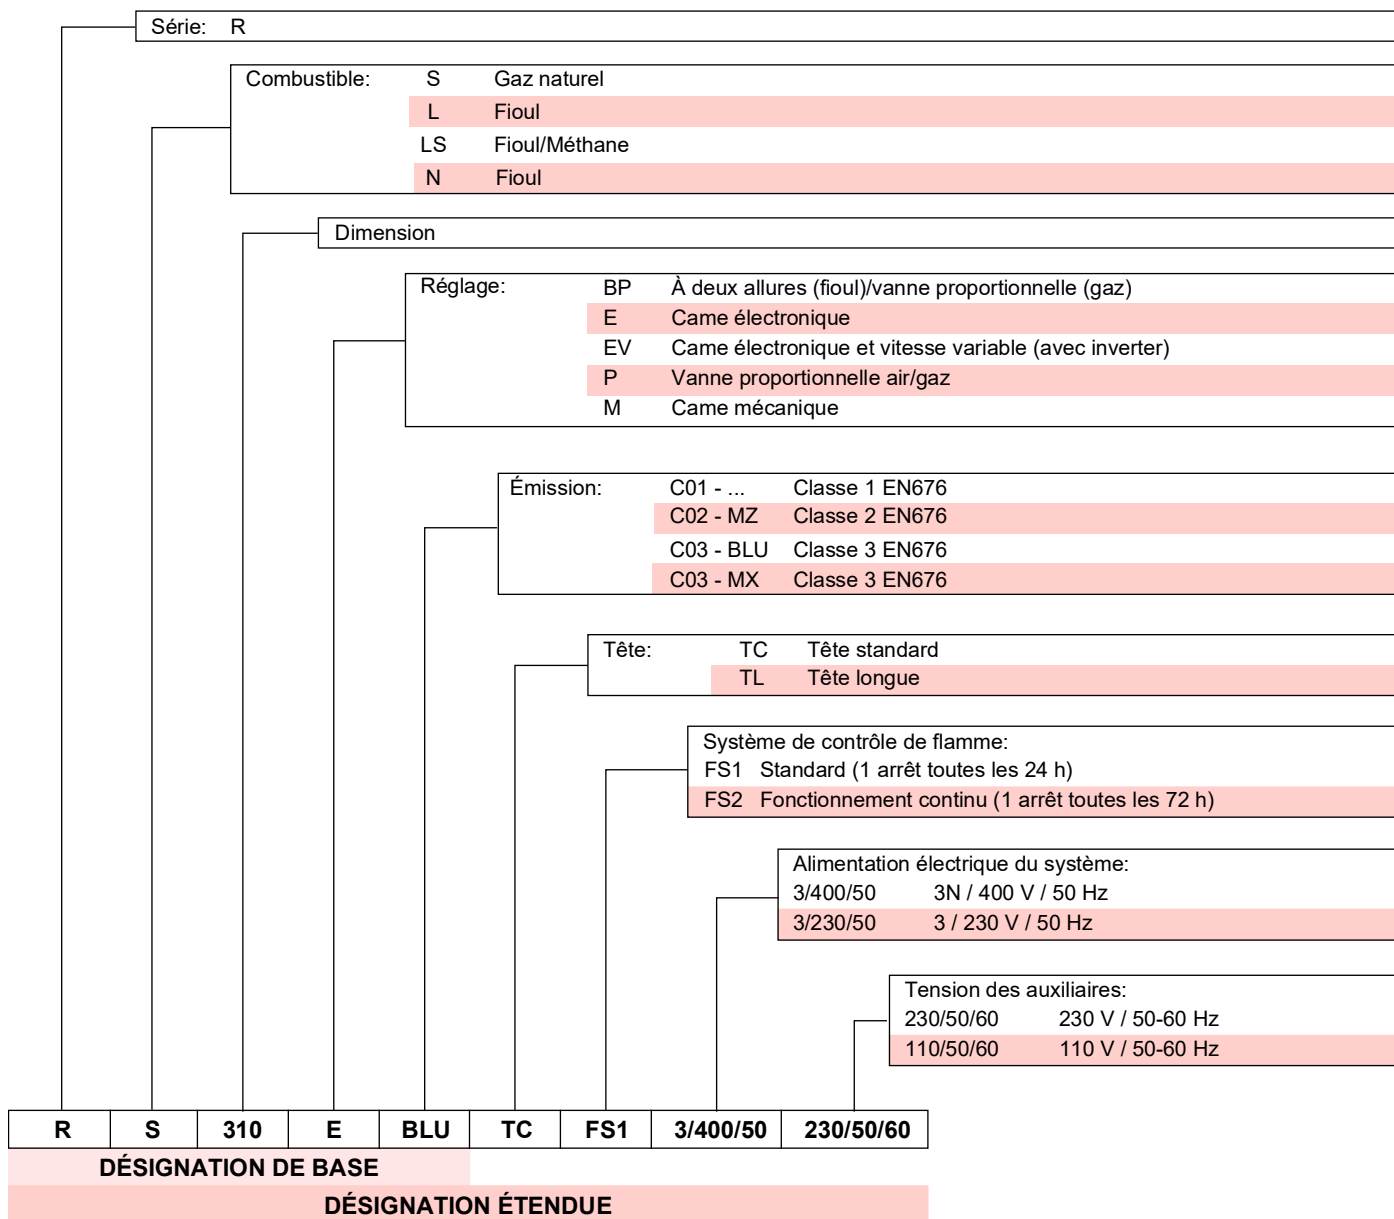 Série: R
Combustible: S Gaz naturel
L Fioul
LS Fioul/Méthane
N Fioul
Dimension
Réglage: BP À deux allures (fioul)/vanne proportionnelle (gaz)
E Came électronique
EV Came électronique et vitesse variable (avec inverter)
P Vanne proportionnelle air/gaz
M Came mécanique
Émission: C01 - ... Classe 1 EN676
C02 - MZ Classe 2 EN676
C03 - BLU Classe 3 EN676
C03 - MX Classe 3 EN676
Tête: TC Tête standard
TL Tête longue
Système de contrôle de flamme:
FS1 Standard (1 arrêt toutes les 24 h)
FS2 Fonctionnement continu (1 arrêt toutes les 72 h)
Alimentation électrique du système:
3/400/50 3N / 400 V / 50 Hz
3/230/50 3 / 230 V / 50 Hz
Tension des auxiliaires:
230/50/60 230 V / 50-60 Hz
110/50/60 110 V / 50-60 Hz
R S 310 E BLU TC FS1 3/400/50 230/50/60
DÉSIGNATION DE BASE
DÉSIGNATION ÉTENDUE